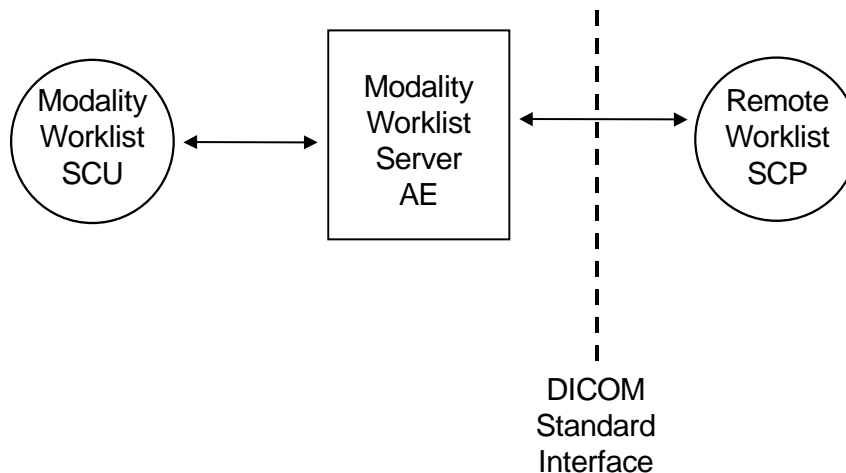 Modality
Worklist
SCU
Modality
Worklist
Server
AE
Remote
Worklist
SCP
DICOM
Standard
Interface